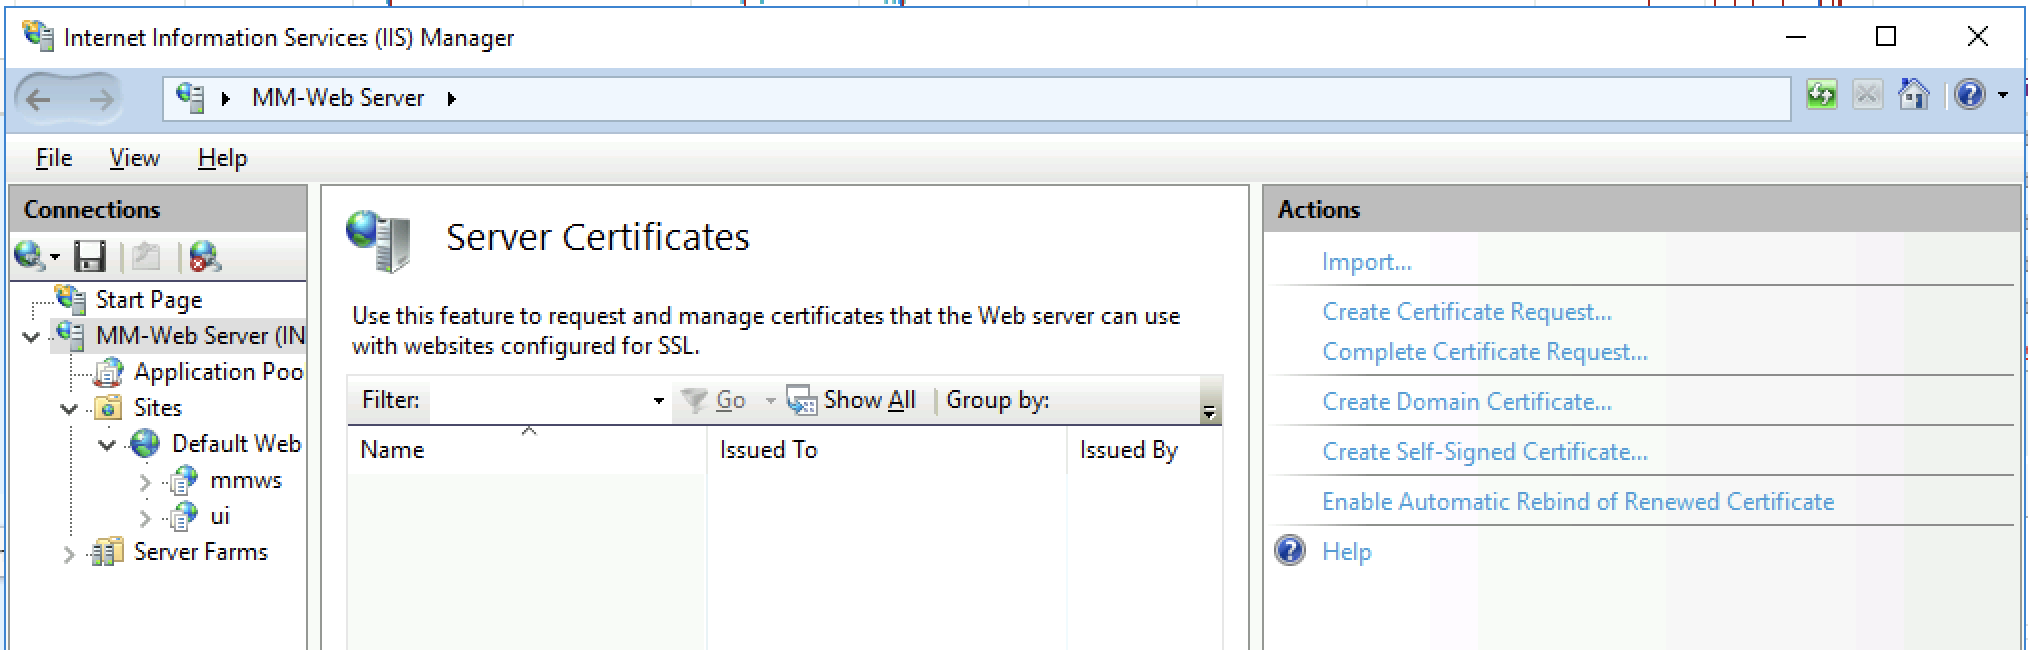 Internet Information Services (IIS) Manager
MM-Web Server
File View Help
Connections
Start Page
MM-Web Server (IN
Application Poo
Sites
Default Web
mmws
ui
Server Farms
Server Certificates
Use this feature to request and manage certificates that the Web server can use
with websites configured for SSL.
Filter: Go Show All Group by:
Name Issued To Issued By
Actions
Import...
Create Certificate Request...
Complete Certificate Request...
Create Domain Certificate...
Create Self-Signed Certificate...
Enable Automatic Rebind of Renewed Certificate
Help